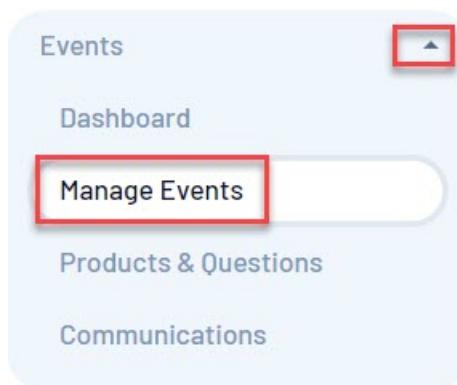 Events
Dashboard
Manage Events
Products & Questions
Communications